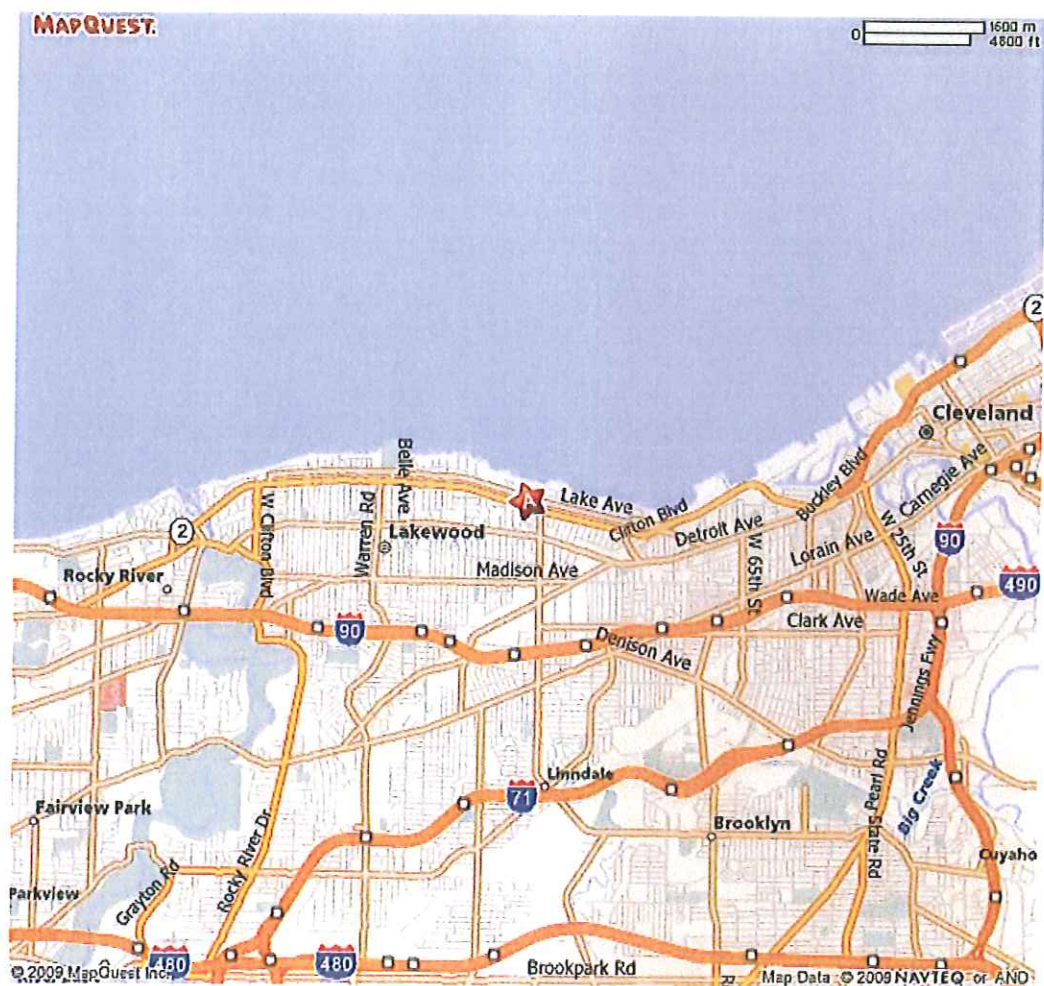 MAPQUEST.
1600 m
0
4800 ft
2
Cleveland
Belle Ave
Lake Ave
A
Buckley Blvd
Carnegie Ave
W Clifton Blvd
Warren Rd
Clifton Blvd
Detroit Ave
W 25th St
2
Lakewood
Lorain Ave
90
Rocky River
Madison Ave
W 65th St
Wade Ave
490
90
Clark Ave
Denison Ave
Jennings Fwy
Linndale
71
Fairview Park
Brooklyn
Pearl Rd
State Rd
Big Creek
Cuyaho
Parkview
Grayton Rd
Rocky River Dr.
480
480
Brookpark Rd
© 2009 MapQuest Inc.
Map Data © 2009 NAVTEQ or AND